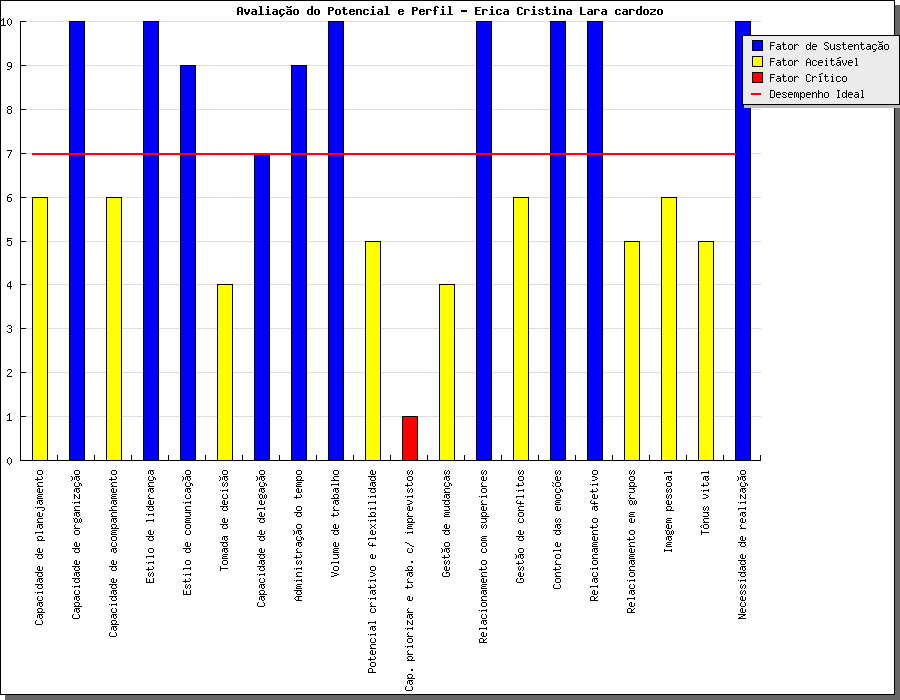 Avaliação do Potencial e Perfil - Erica Cristina Lara cardozo
10
9
8
7
6
5
4
3
2
1
0
Fator de Sustentação
Fator Aceitável
Fator Crítico
Desempenho Ideal
Capacidade de planejamento
Capacidade de organização
Capacidade de acompanhamento
Estilo de liderança
Estilo de comunicação
Tomada de decisão
Capacidade de delegação
Administração do tempo
Volume de trabalho
Potencial criativo e flexibilidade
Cap. priorizar e trab. c/ imprevistos
Gestão de mudanças
Relacionamento com superiores
Gestão de conflitos
Controle das emoções
Relacionamento afetivo
Relacionamento em grupos
Imagem pessoal
Tônus vital
Necessidade de realização